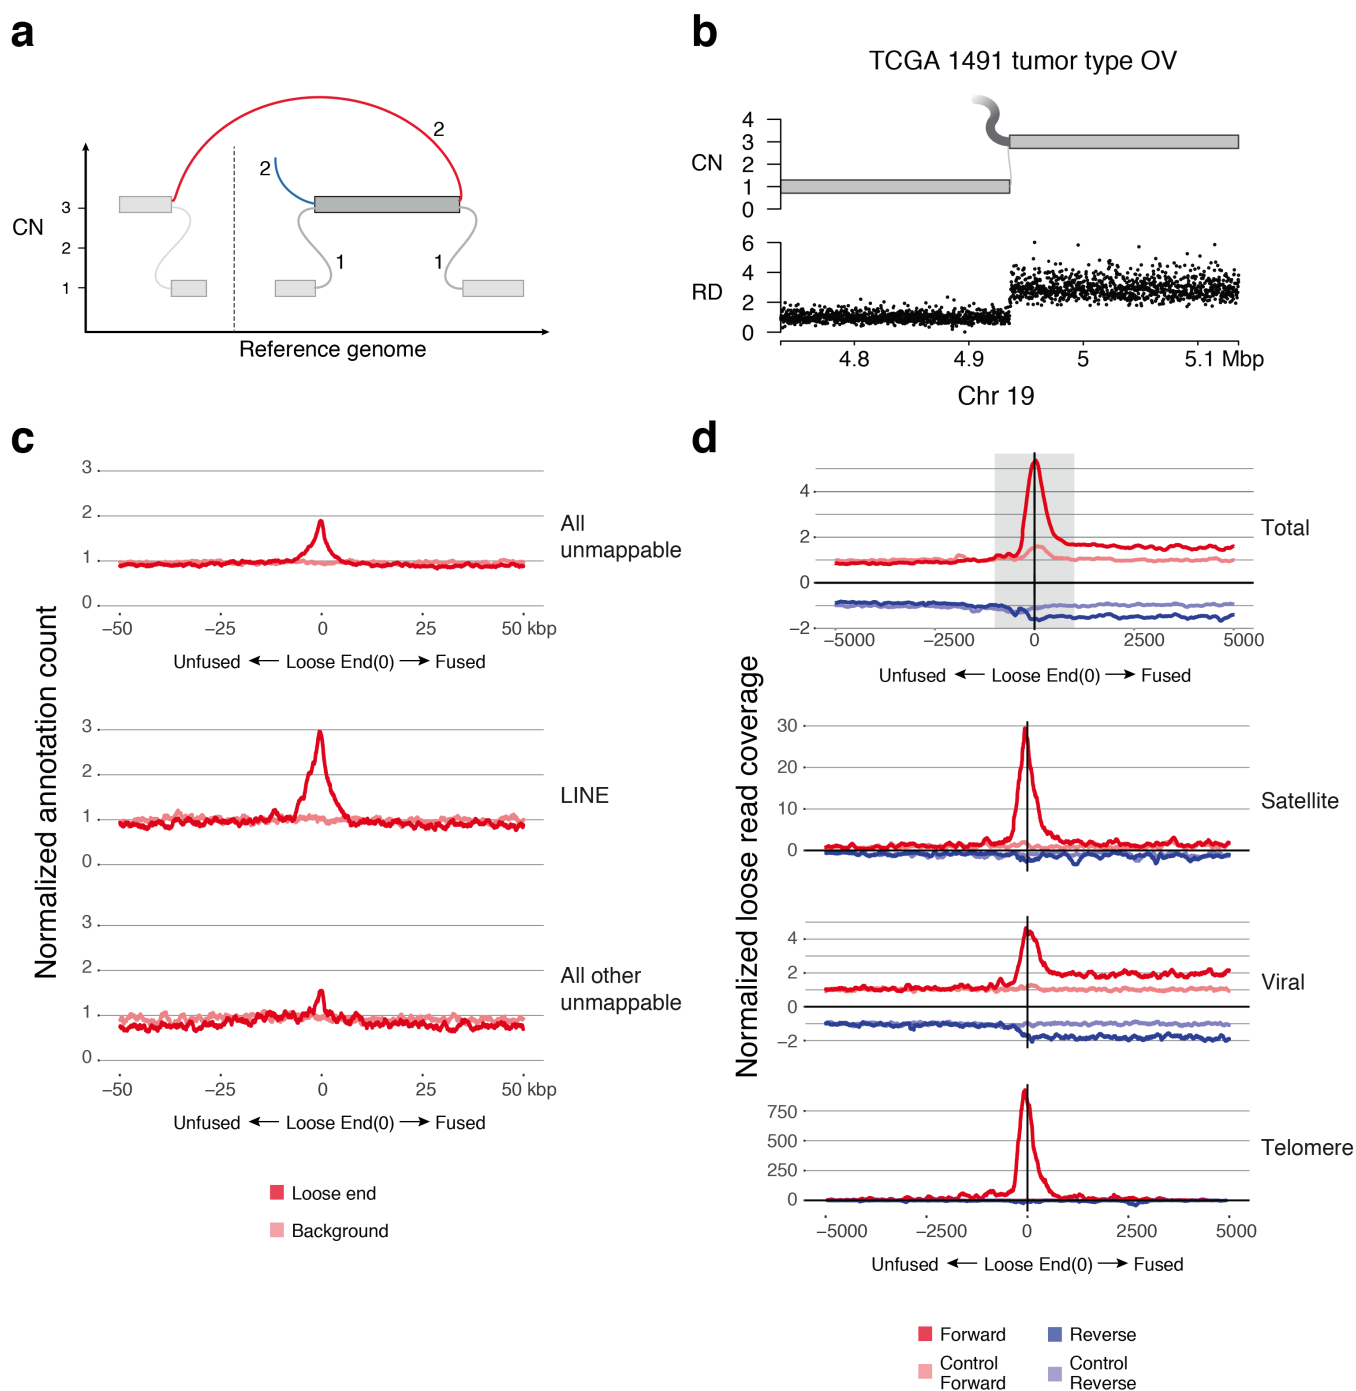 a
CN
3
2
1
2
2
1
1
Reference genome
b
TCGA 1491 tumor type OV
CN
4
3
2
1
0
RD
6
4
2
0
4.8 4.9 5 5.1 Mbp
Chr 19
c
Normalized annotation count
3
2
1
0
All
unmappable
−50 −25 0 25 50 kbp
Unfused Loose End(0) Fused
3
2
1
0
LINE
3
2
1
0
All other
unmappable
−50 −25 0 25 50 kbp
Unfused Loose End(0) Fused
Loose end
Background
d
Normalized loose read coverage
4
2
0
−2
Total
−5000 −2500 0 2500 5000
Unfused Loose End(0) Fused
30
20
10
0
Satellite
4
2
0
−2
Viral
750
500
250
0
Telomere
−5000 −2500 0 2500 5000
Unfused Loose End(0) Fused
Forward
Reverse
Control
Forward
Control
Reverse